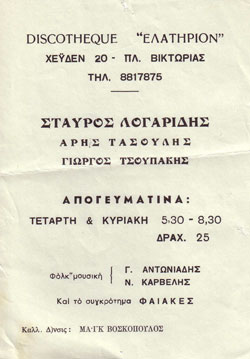 DISCOTHEQUE "ΕΛΑΤΗΡΙΟΝ"
ΧΕΫΔΕΝ 20 - ΠΛ. ΒΙΚΤΩΡΙΑΣ
ΤΗΛ. 8817875
ΣΤΑΥΡΟΣ ΛΟΓΑΡΙΔΗΣ
ΑΡΗΣ ΤΑΣΟΥΛΗΣ
ΓΙΩΡΓΟΣ ΤΣΟΥΠΑΚΗΣ
ΑΠΟΓΕΥΜΑΤΙΝΑ:
ΤΕΤΑΡΤΗ & ΚΥΡΙΑΚΗ 5,30 - 8,30
ΔΡΑΧ. 25
Φόλκ"μουσική
Γ. ΑΝΤΩΝΙΑΔΗΣ
Ν. ΚΑΡΒΕΛΗΣ
Καί τό συγκρότημα ΦΑΙΑΚΕΣ
Καλλ. Δ)νσις: ΜΑ·Ι·Κ ΒΟΣΚΟΠΟΥΛΟΣ